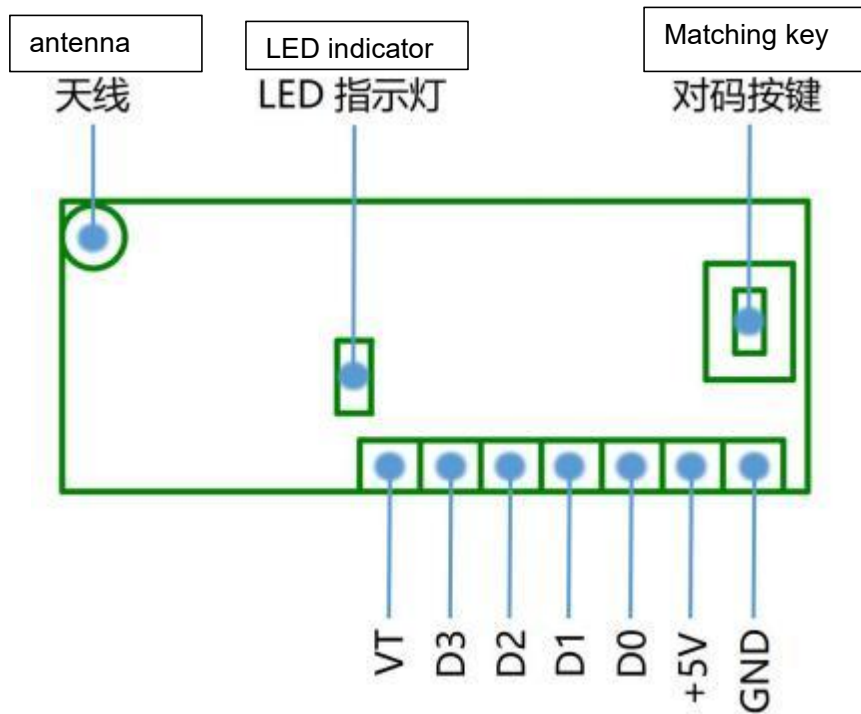 antenna
LED indicator
Matching key
天线
LED 指示灯
对码按键
VT
D3
D2
D1
D0
+5V
GND